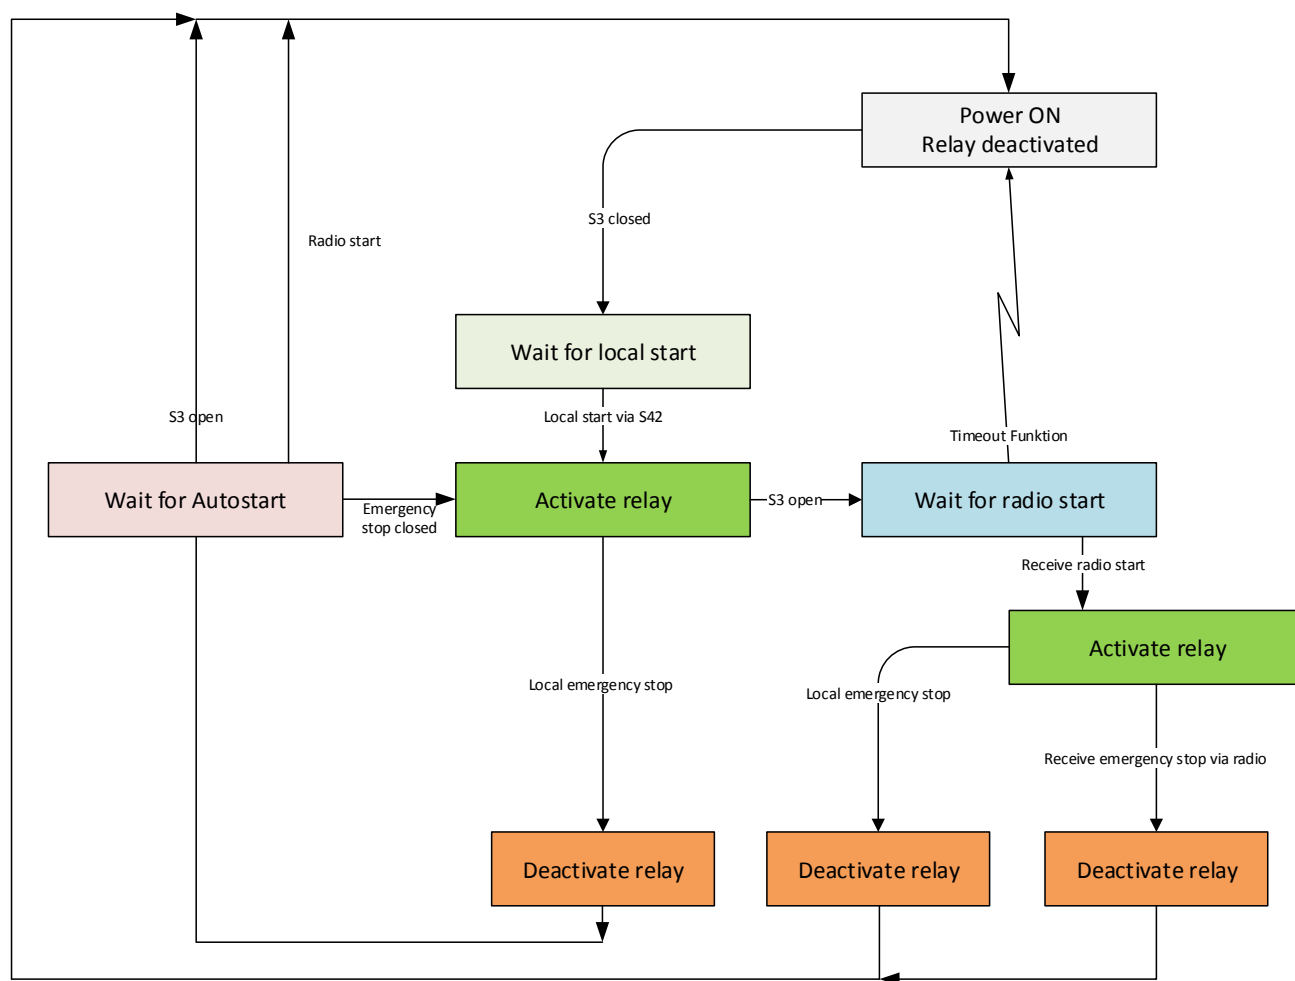 Power ON
Relay deactivated
S3 closed
Radio start
Wait for local start
Local start via S42
S3 open
Timeout Funktion
Wait for Autostart
Emergency
stop closed
Activate relay
S3 open
Wait for radio start
Receive radio start
Activate relay
Local emergency stop
Local emergency stop
Receive emergency stop via radio
Deactivate relay
Deactivate relay
Deactivate relay